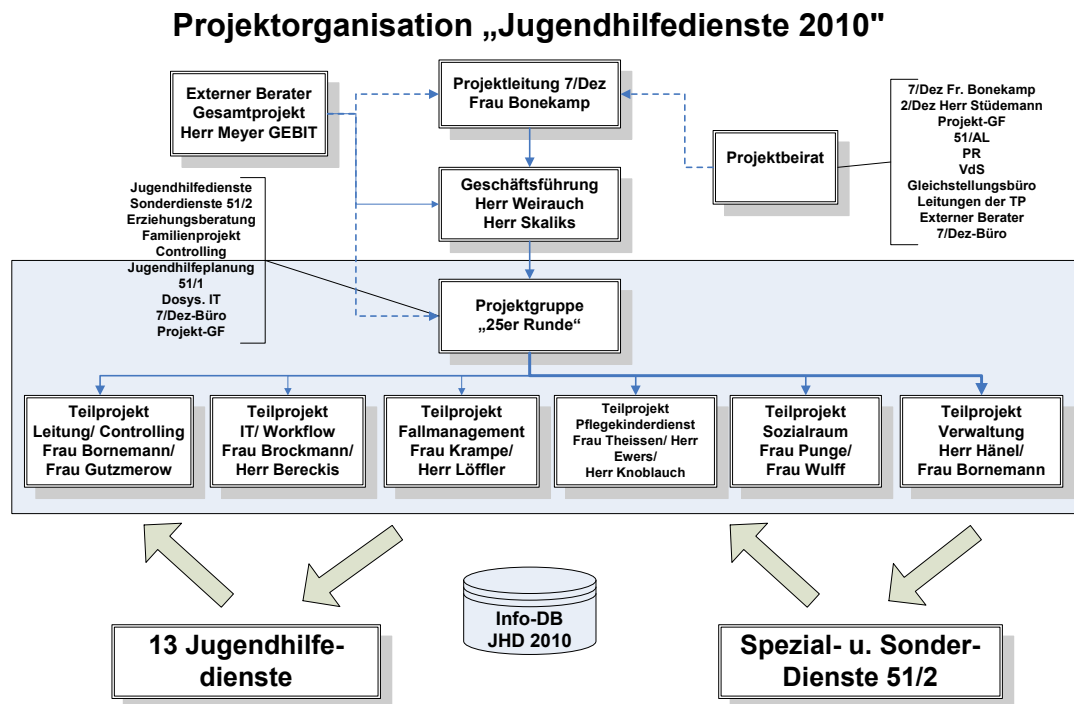 Projektorganisation „Jugendhilfedienste 2010"
Externer Berater
Gesamtprojekt
Herr Meyer GEBIT
Projektleitung 7/Dez
Frau Bonekamp
Projektbeirat
7/Dez Fr. Bonekamp
2/Dez Herr Stüdemann
Projekt-GF
51/AL
PR
VdS
Gleichstellungsbüro
Leitungen der TP
Externer Berater
7/Dez-Büro
Geschäftsführung
Herr Weirauch
Herr Skaliks
Jugendhilfedienste
Sonderdienste 51/2
Erziehungsberatung
Familienprojekt
Controlling
Jugendhilfeplanung
51/1
Dosys. IT
7/Dez-Büro
Projekt-GF
Projektgruppe
„25er Runde“
Teilprojekt
Leitung/ Controlling
Frau Bornemann/
Frau Gutzmerow
Teilprojekt
IT/ Workflow
Frau Brockmann/
Herr Bereckis
Teilprojekt
Fallmanagement
Frau Krampe/
Herr Löffler
Teilprojekt
Pflegekinderdienst
Frau Theissen/ Herr
Ewers/
Herr Knoblauch
Teilprojekt
Sozialraum
Frau Punge/
Frau Wulff
Teilprojekt
Verwaltung
Herr Hänel/
Frau Bornemann
13 Jugendhilfe-
dienste
Info-DB
JHD 2010
Spezial- u. Sonder-
Dienste 51/2